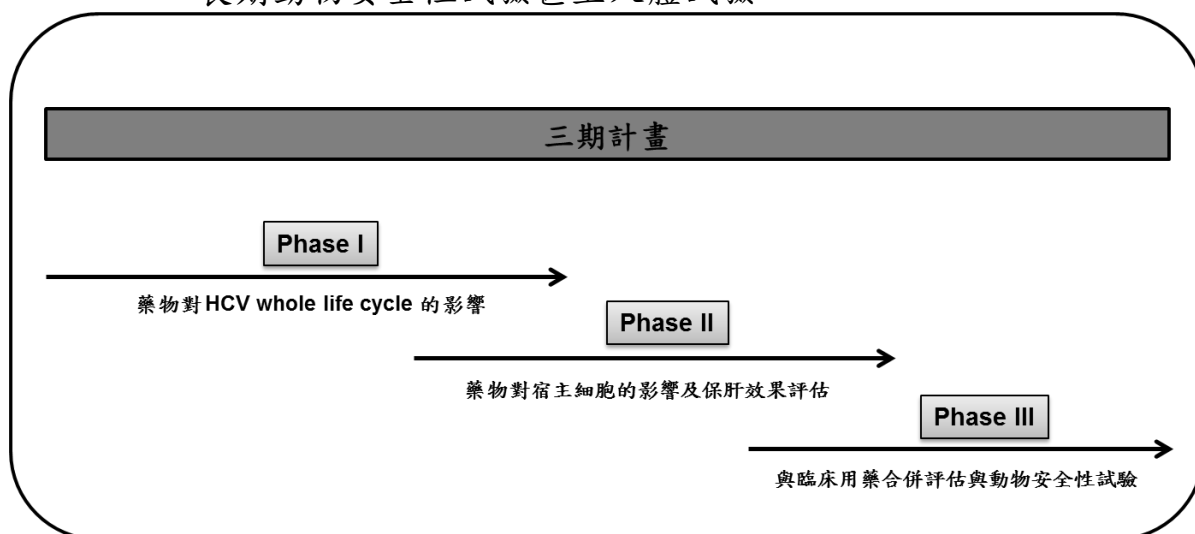 三期計畫
Phase I
藥物對HCV whole life cycle 的影響
Phase II
藥物對宿主細胞的影響及保肝效果評估
Phase III
與臨床用藥合併評估與動物安全性試驗